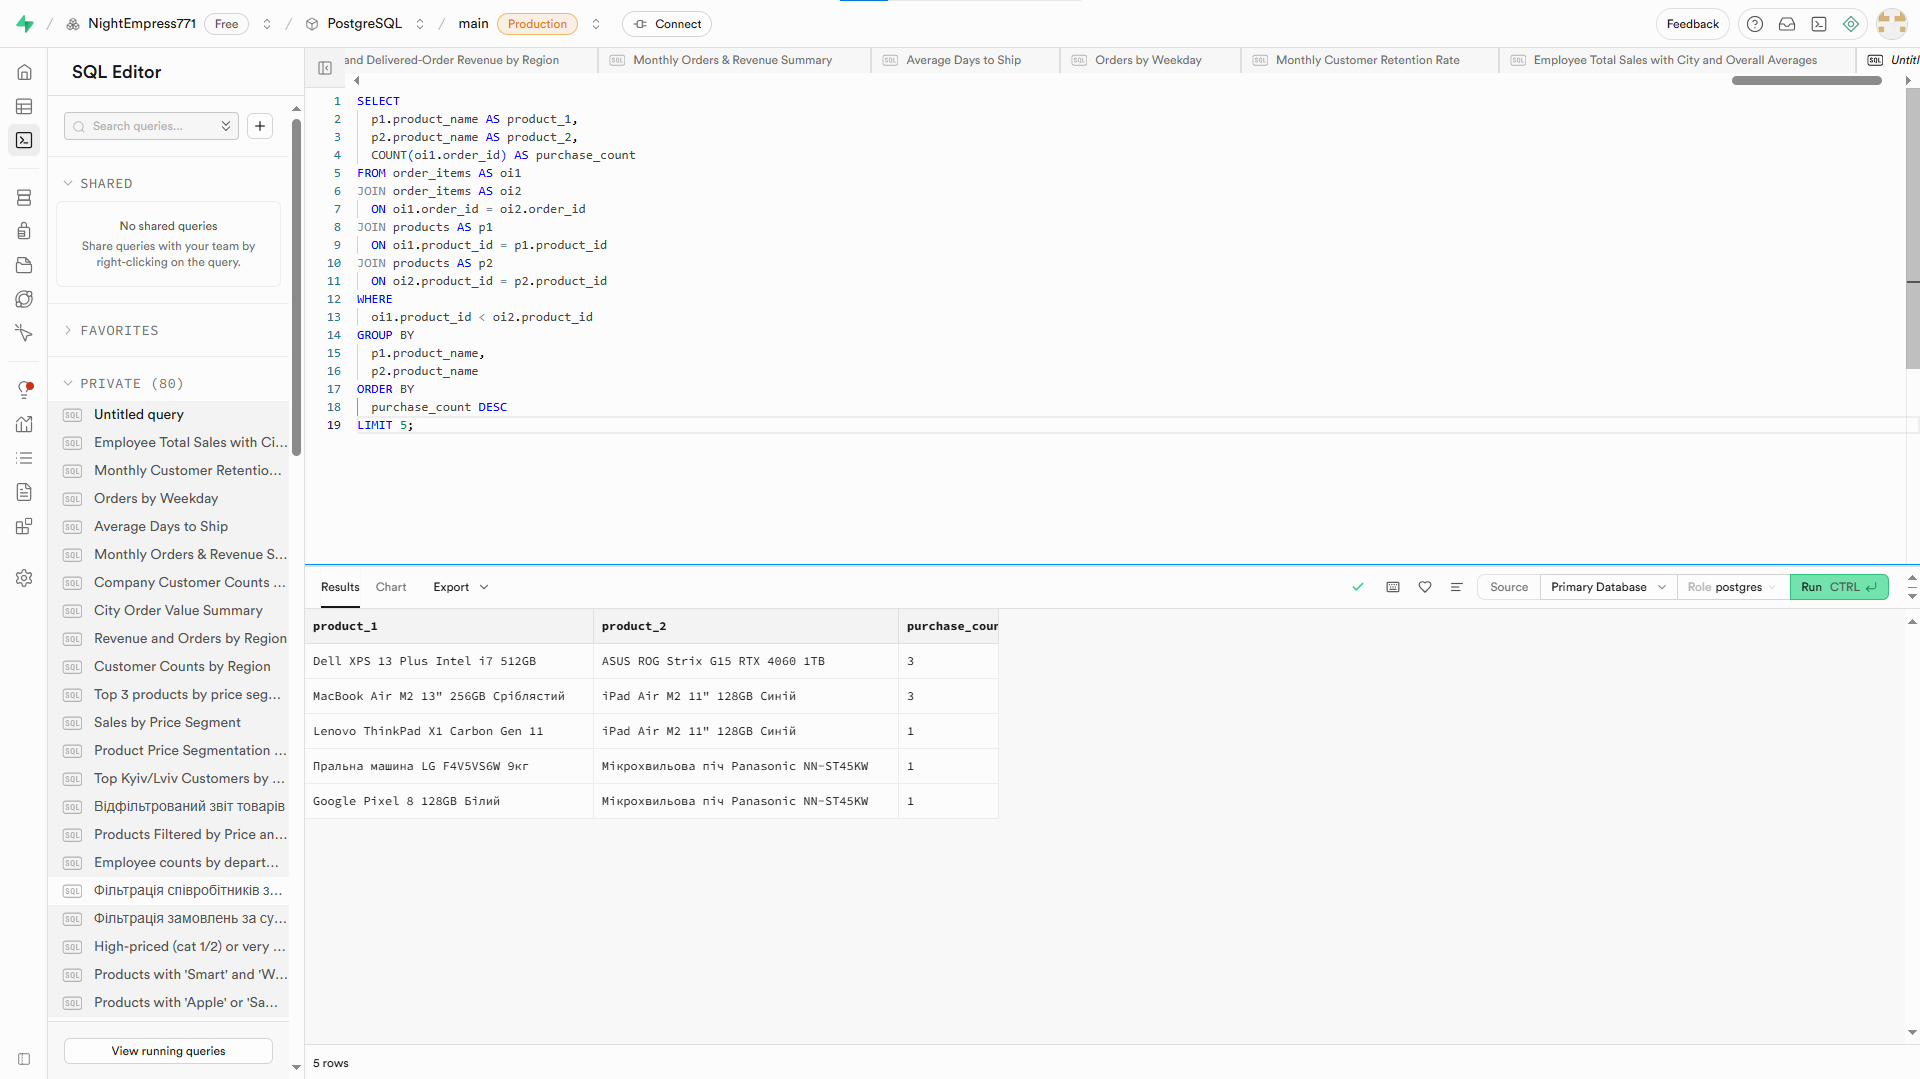 NightEmpress771 Free / PostgreSQL / main Production Connect Feedback
SQL Editor
Search queries...
SHARED
No shared queries
Share queries with your team by
right-clicking on the query.
FAVORITES
PRIVATE (80)
Untitled query
Employee Total Sales with Ci...
Monthly Customer Retentio...
Orders by Weekday
Average Days to Ship
Monthly Orders & Revenue S...
Company Customer Counts ...
City Order Value Summary
Revenue and Orders by Region
Customer Counts by Region
Top 3 products by price seg...
Sales by Price Segment
Product Price Segmentation ...
Top Kyiv/Lviv Customers by ...
Відфільтрований звіт товарів
Products Filtered by Price an...
Employee counts by depart...
Фільтрація співробітників з...
Фільтрація замовлень за су...
High-priced (cat 1/2) or very ...
Products with 'Smart' and 'W...
Products with 'Apple' or 'Sa...
View running queries
and Delivered-Order Revenue by Region
Monthly Orders & Revenue Summary
Average Days to Ship
Orders by Weekday
Monthly Customer Retention Rate
Employee Total Sales with City and Overall Averages
Untitl
1 SELECT
2 p1.product_name AS product_1,
3 p2.product_name AS product_2,
4 COUNT(oi1.order_id) AS purchase_count
5 FROM order_items AS oi1
6 JOIN order_items AS oi2
7 ON oi1.order_id = oi2.order_id
8 JOIN products AS p1
9 ON oi1.product_id = p1.product_id
10 JOIN products AS p2
11 ON oi2.product_id = p2.product_id
12 WHERE
13 oi1.product_id < oi2.product_id
14 GROUP BY
15 p1.product_name,
16 p2.product_name
17 ORDER BY
18 purchase_count DESC
19 LIMIT 5;
Results Chart Export Source Primary Database Role postgres Run CTRL
product_1 product_2 purchase_coun
Dell XPS 13 Plus Intel i7 512GB ASUS ROG Strix G15 RTX 4060 1TB 3
MacBook Air M2 13" 256GB Сріблястий iPad Air M2 11" 128GB Синій 3
Lenovo ThinkPad X1 Carbon Gen 11 iPad Air M2 11" 128GB Синій 1
Пральна машина LG F4V5VS6W 9кг Мікрохвильова піч Panasonic NN-ST45KW 1
Google Pixel 8 128GB Білий Мікрохвильова піч Panasonic NN-ST45KW 1
5 rows